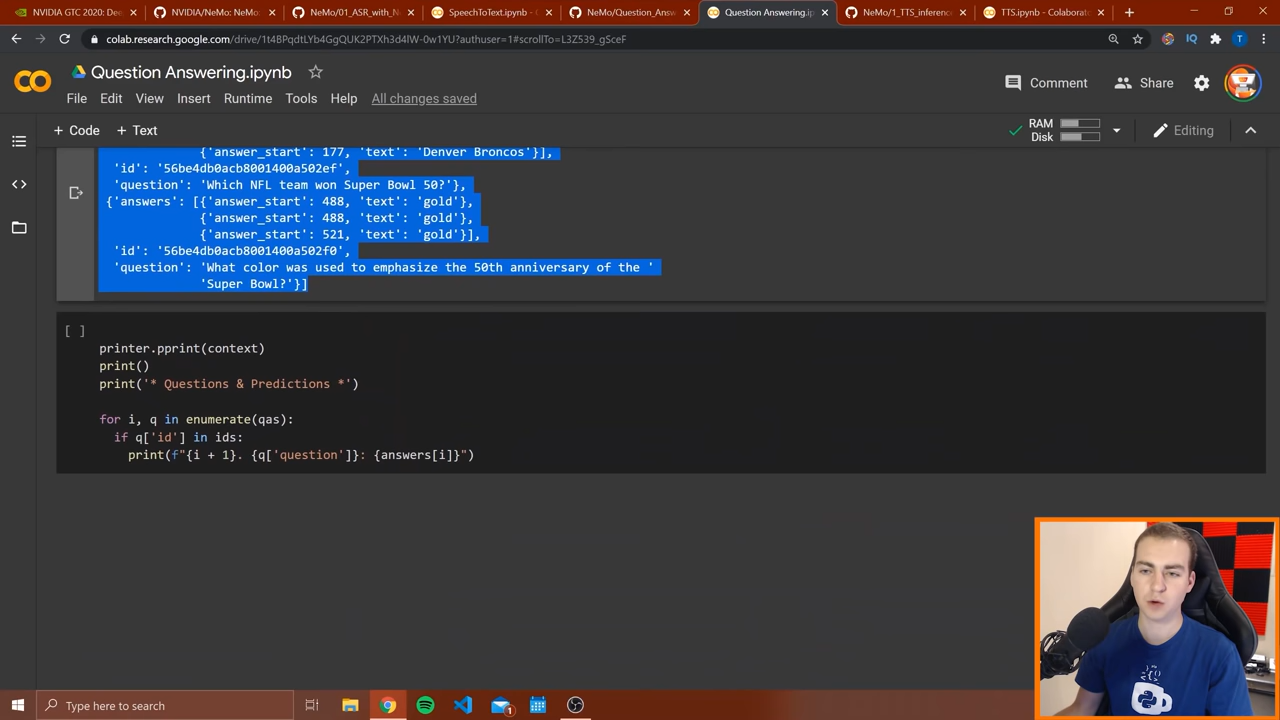 NVIDIA GTC 2020: De
NVIDIA/NeMo: NeMo:
NeMo/01_ASR_with_N
SpeechToText.ipynb - C
NeMo/Question_Answ
Question Answering.ip
NeMo/1_TTS_inferenc
TTS.ipynb - Colaborato
colab.research.google.com/drive/1t4BPqdtLYb4GgQUK2PTXh3d4lW-0w1YU?authuser=1#scrollTo=L3Z539_gSceF
IQ
T
CO
Question Answering.ipynb
Comment
Share
File Edit View Insert Runtime Tools Help All changes saved
+ Code + Text
RAM
Disk
Editing
{'answer_start': 177, 'text': 'Denver Broncos'}],
'id': '56be4db0acb8001400a502ef',
'question': 'Which NFL team won Super Bowl 50?'},
{'answers': [{'answer_start': 488, 'text': 'gold'},
{'answer_start': 488, 'text': 'gold'},
{'answer_start': 521, 'text': 'gold'}],
'id': '56be4db0acb8001400a502f0',
'question': 'What color was used to emphasize the 50th anniversary of the '
'Super Bowl?'}]
[ ]
printer.pprint(context)
print()
print('* Questions & Predictions *')
for i, q in enumerate(qas):
if q['id'] in ids:
print(f"{i + 1}. {q['question']}: {answers[i]}")
Type here to search
1